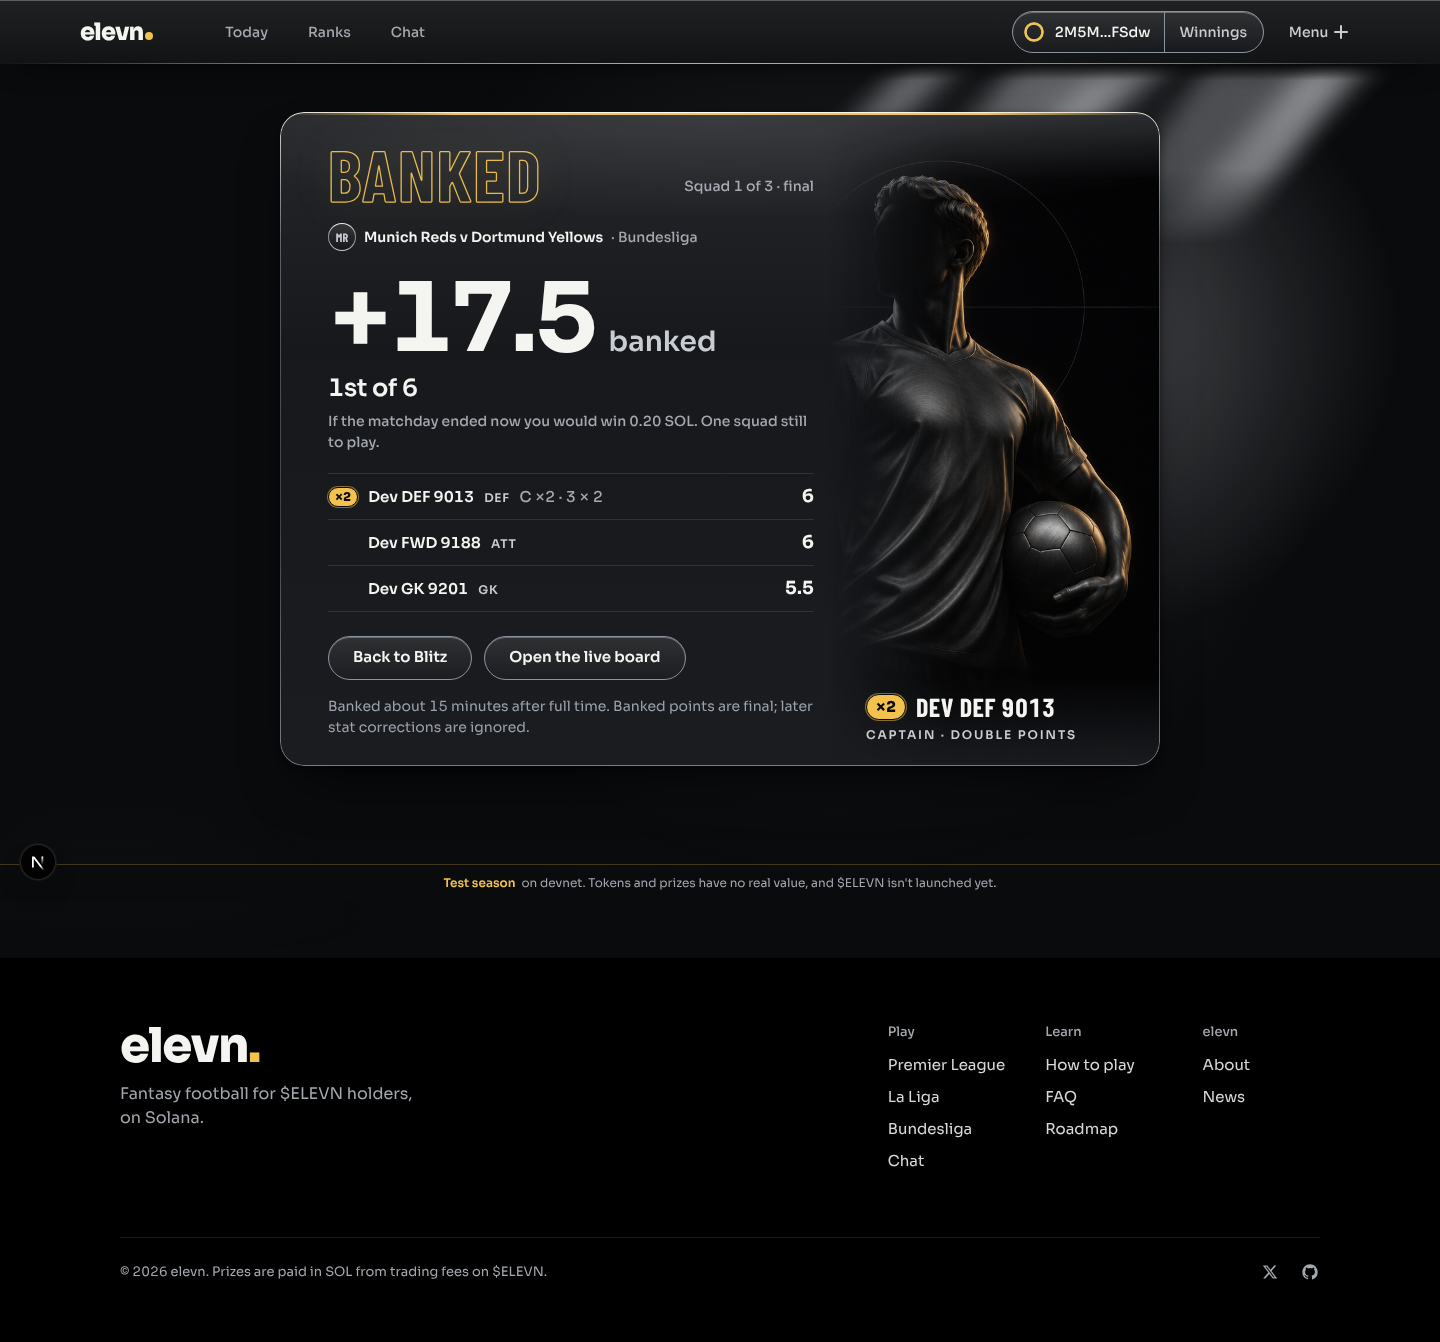 elevn.
Today
Ranks
Chat
2M5M...FSdw
Winnings
Menu
BANKED
Squad 1 of 3 · final
MR
Munich Reds v Dortmund Yellows · Bundesliga
+17.5 banked
1st of 6
If the matchday ended now you would win 0.20 SOL. One squad still
to play.
×2 Dev DEF 9013 DEF C ×2 · 3 × 2 6
Dev FWD 9188 ATT 6
Dev GK 9201 GK 5.5
Back to Blitz
Open the live board
Banked about 15 minutes after full time. Banked points are final; later
stat corrections are ignored.
×2 DEV DEF 9013
CAPTAIN · DOUBLE POINTS
N
Test season on devnet. Tokens and prizes have no real value, and $ELEVN isn't launched yet.
elevn.
Fantasy football for $ELEVN holders,
on Solana.
Play
Premier League
La Liga
Bundesliga
Chat
Learn
How to play
FAQ
Roadmap
elevn
About
News
© 2026 elevn. Prizes are paid in SOL from trading fees on $ELEVN.